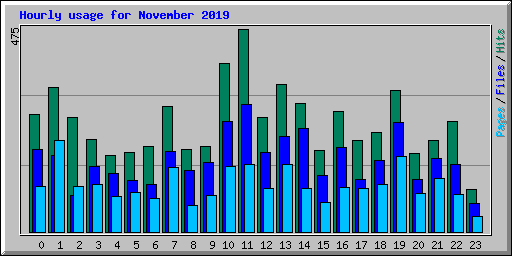 Hourly usage for November 2019
475
Pages / Files / Hits
0 1 2 3 4 5 6 7 8 9 10 11 12 13 14 15 16 17 18 19 20 21 22 23